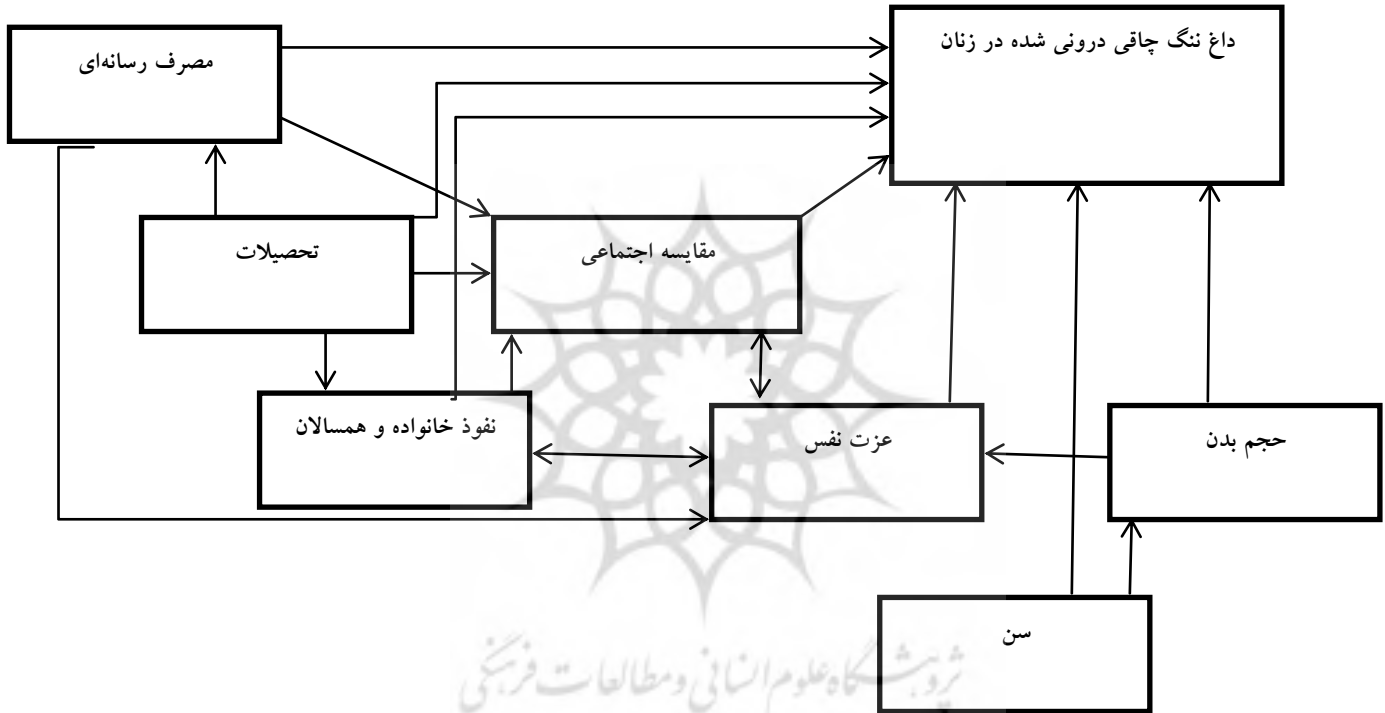 داغ ننگ چاقی درونی شده در زنان
مصرف رسانه‌ای
تحصیلات
مقایسه اجتماعی
نفوذ خانواده و همسالان
عزت نفس
حجم بدن
سن
پژوهشگاه علوم انسانی و مطالعات فرهنگی